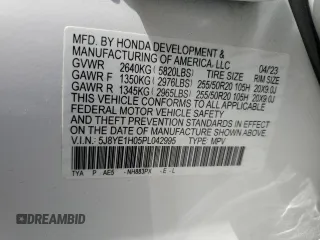 MFD. BY HONDA DEVELOPMENT &
MANUFACTURING OF AMERICA, LLC 04/23
GVWR 2640KG ( 5820LBS) TIRE SIZE RIM SIZE
GAWR F 1350KG ( 2976LBS) 255/50R20 105H 20X9.0J
GAWR R 1345KG ( 2965LBS) 255/50R20 105H 20X9.0J
THIS VEHICLE CONFORMS TO ALL APPLICABLE
FEDERAL MOTOR VEHICLE SAFETY AND
THEFT PREVENTION STANDARDS IN EFFECT ON
THE DATE OF MANUFACTURE SHOWN ABOVE.
V.I.N.: 5J8YE1H05PL042995 TYPE: MPV
TYA P AE5 -NH883PX -E -L
DREAMBID